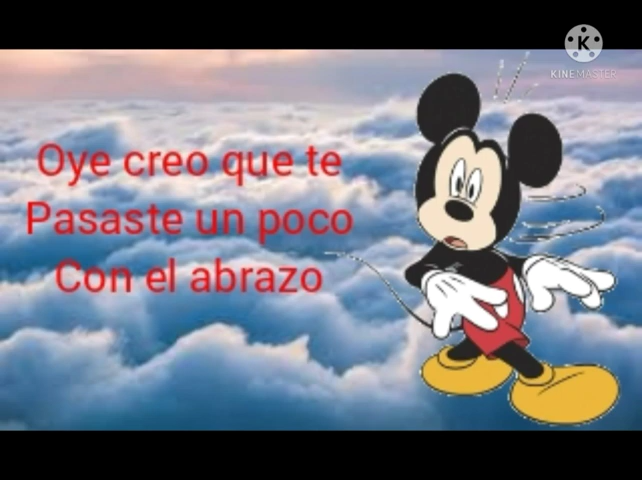 KINEMASTER
Oye creo que te
Pasaste un poco
Con el abrazo